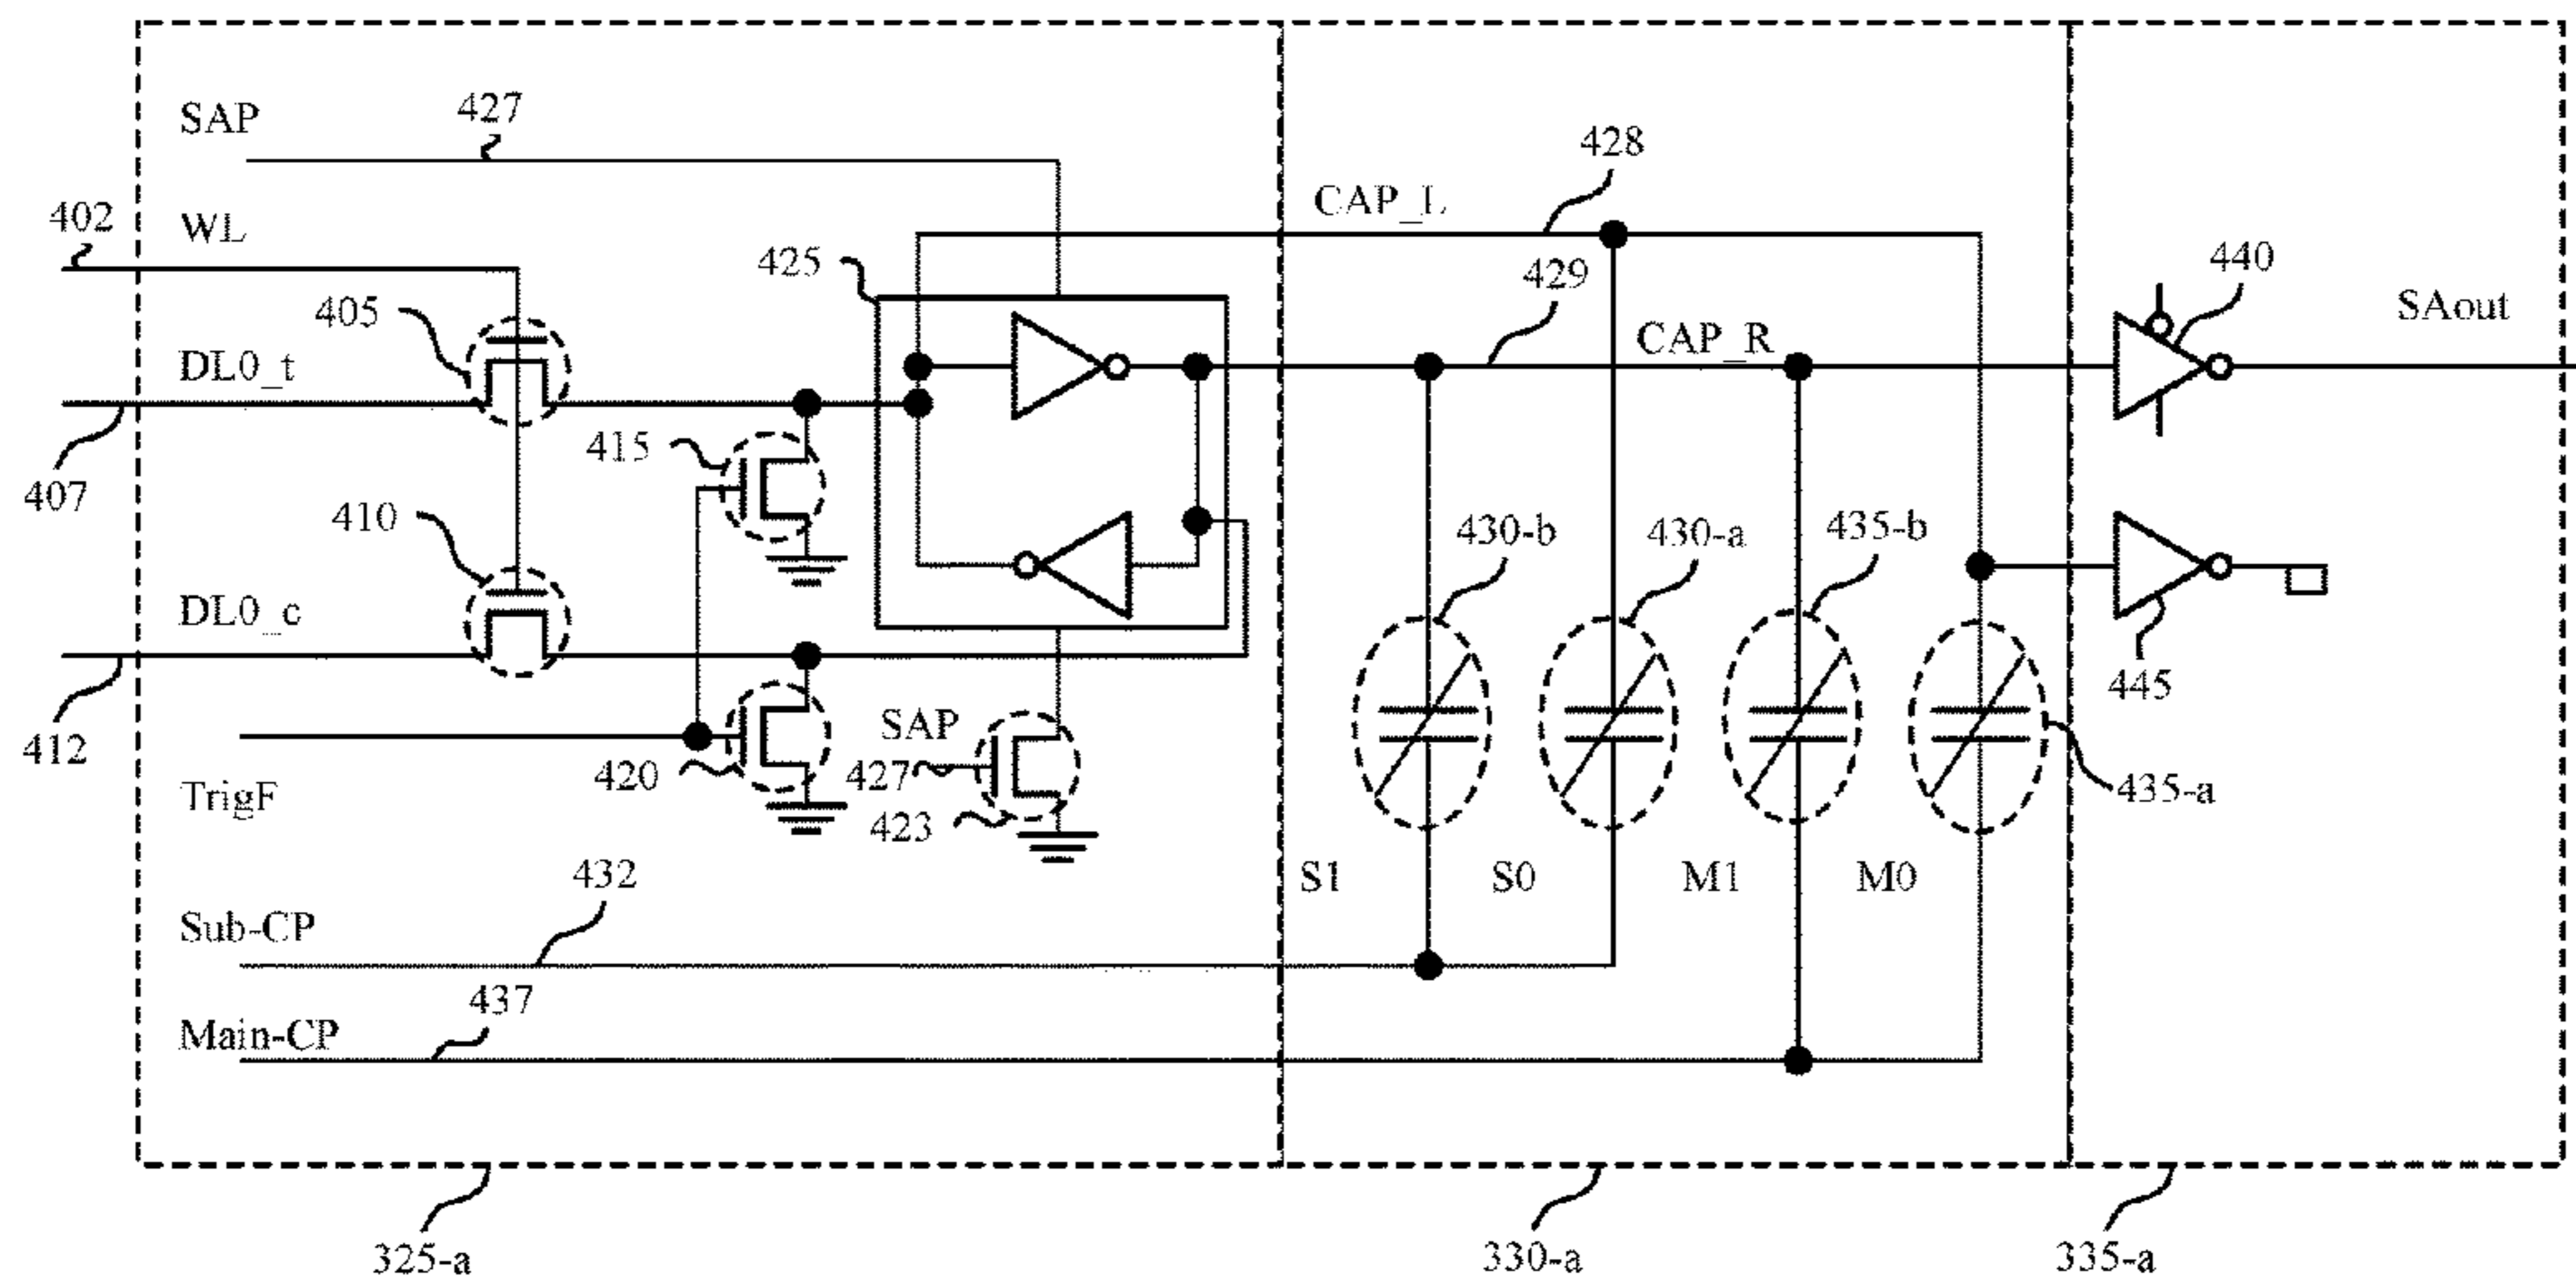 SAP
427
428
CAP_L
402
WL
425
429
440
405
CAP_R
SAout
DL0_t
415
407
410
430-b
430-a
435-b
DL0_c
445
412
SAP
420
427
435-a
TrigF
423
432
S1
S0
M1
M0
Sub-CP
437
Main-CP
325-a
330-a
335-a